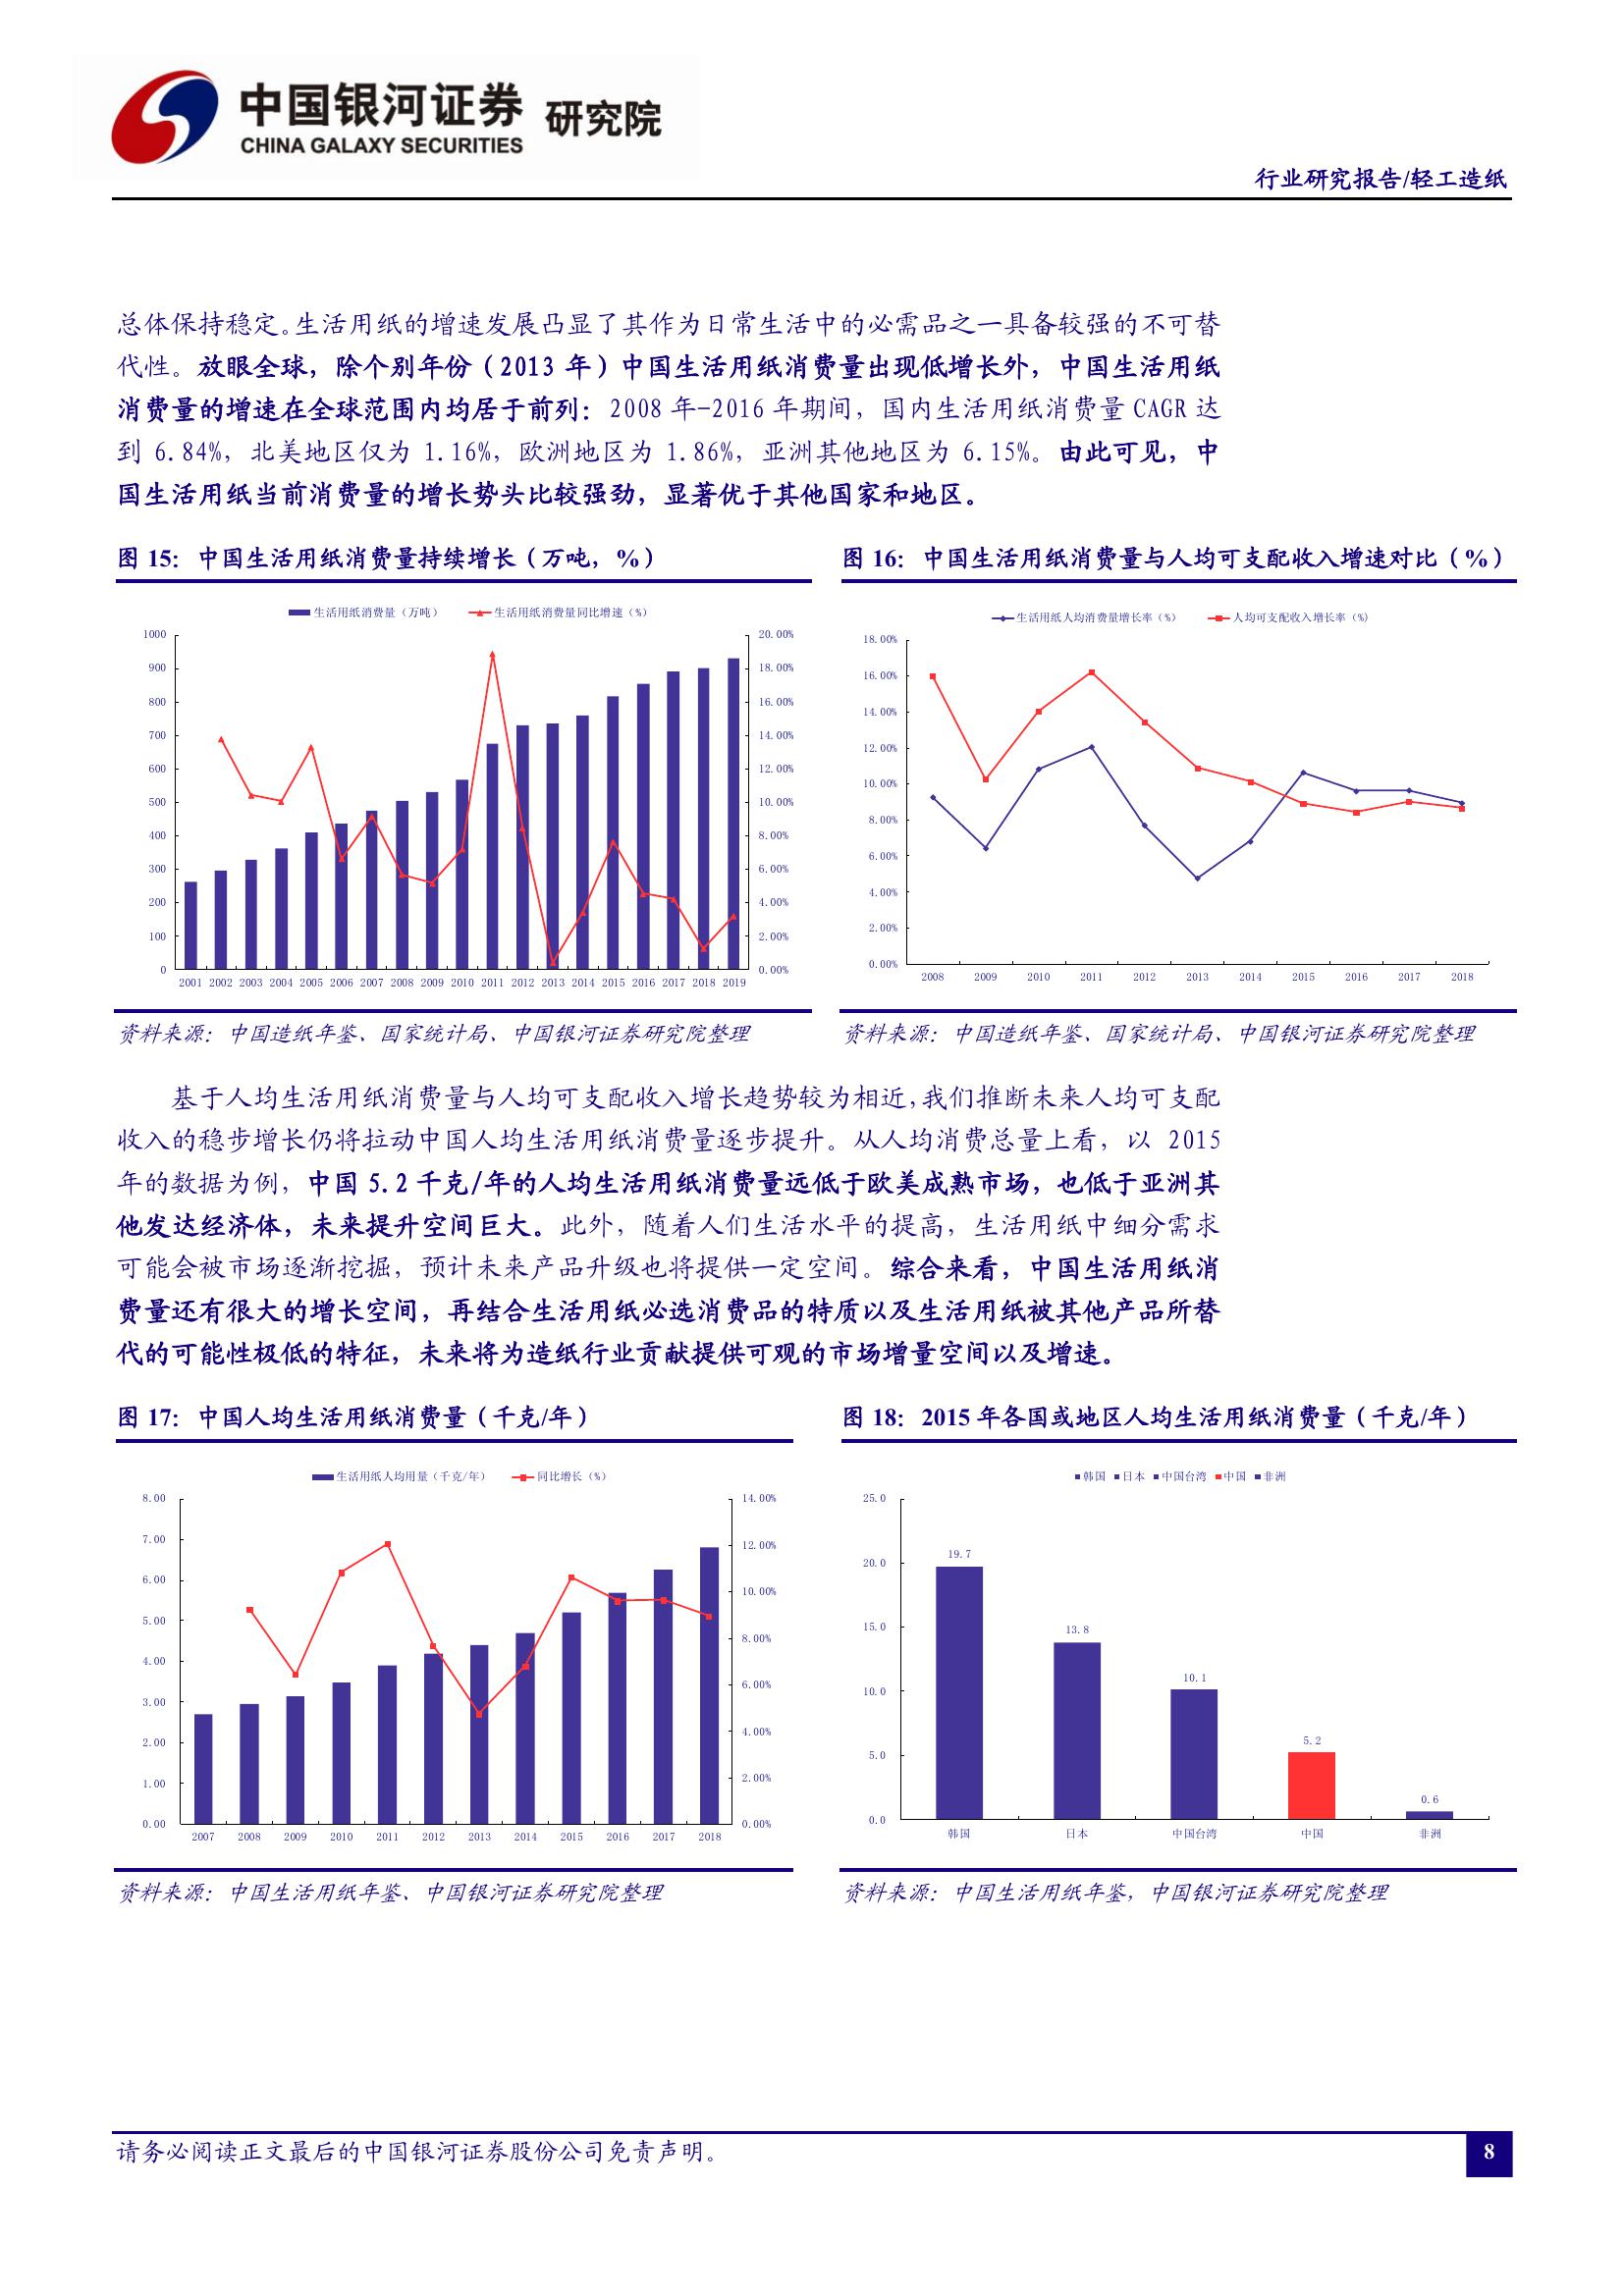 中国银河证券 研究院
CHINA GALAXY SECURITIES
行业研究报告/轻工造纸
总体保持稳定。生活用纸的增速发展凸显了其作为日常生活中的必需品之一具备较强的不可替
代性。放眼全球，除个别年份（2013 年）中国生活用纸消费量出现低增长外，中国生活用纸
消费量的增速在全球范围内均居于前列：2008 年-2016 年期间，国内生活用纸消费量 CAGR 达
到 6.84%，北美地区仅为 1.16%，欧洲地区为 1.86%，亚洲其他地区为 6.15%。由此可见，中
国生活用纸当前消费量的增长势头比较强劲，显著优于其他国家和地区。
图 15：中国生活用纸消费量持续增长（万吨，%）
生活用纸消费量（万吨） 生活用纸消费量同比增速（%）
1000 20.00%
900 18.00%
800 16.00%
700 14.00%
600 12.00%
500 10.00%
400 8.00%
300 6.00%
200 4.00%
100 2.00%
0 0.00%
2001 2002 2003 2004 2005 2006 2007 2008 2009 2010 2011 2012 2013 2014 2015 2016 2017 2018 2019
资料来源：中国造纸年鉴、国家统计局、中国银河证券研究院整理
图 16：中国生活用纸消费量与人均可支配收入增速对比（%）
生活用纸人均消费量增长率（%） 人均可支配收入增长率（%）
18.00%
16.00%
14.00%
12.00%
10.00%
8.00%
6.00%
4.00%
2.00%
0.00%
2008 2009 2010 2011 2012 2013 2014 2015 2016 2017 2018
资料来源：中国造纸年鉴、国家统计局、中国银河证券研究院整理
基于人均生活用纸消费量与人均可支配收入增长趋势较为相近，我们推断未来人均可支配
收入的稳步增长仍将拉动中国人均生活用纸消费量逐步提升。从人均消费总量上看，以 2015
年的数据为例，中国 5.2 千克/年的人均生活用纸消费量远低于欧美成熟市场，也低于亚洲其
他发达经济体，未来提升空间巨大。此外，随着人们生活水平的提高，生活用纸中细分需求
可能会被市场逐渐挖掘，预计未来产品升级也将提供一定空间。综合来看，中国生活用纸消
费量还有很大的增长空间，再结合生活用纸必选消费品的特质以及生活用纸被其他产品所替
代的可能性极低的特征，未来将为造纸行业贡献提供可观的市场增量空间以及增速。
图 17：中国人均生活用纸消费量（千克/年）
生活用纸人均用量（千克/年） 同比增长（%）
8.00 14.00%
7.00 12.00%
6.00 10.00%
5.00 8.00%
4.00 6.00%
3.00 4.00%
2.00 2.00%
1.00 0.00%
0.00
2007 2008 2009 2010 2011 2012 2013 2014 2015 2016 2017 2018
资料来源：中国生活用纸年鉴、中国银河证券研究院整理
图 18：2015 年各国或地区人均生活用纸消费量（千克/年）
韩国 日本 中国台湾 中国 非洲
25.0
20.0
15.0
10.0
5.0
0.0
19.7
13.8
10.1
5.2
0.6
韩国 日本 中国台湾 中国 非洲
资料来源：中国生活用纸年鉴，中国银河证券研究院整理
请务必阅读正文最后的中国银河证券股份公司免责声明。
8